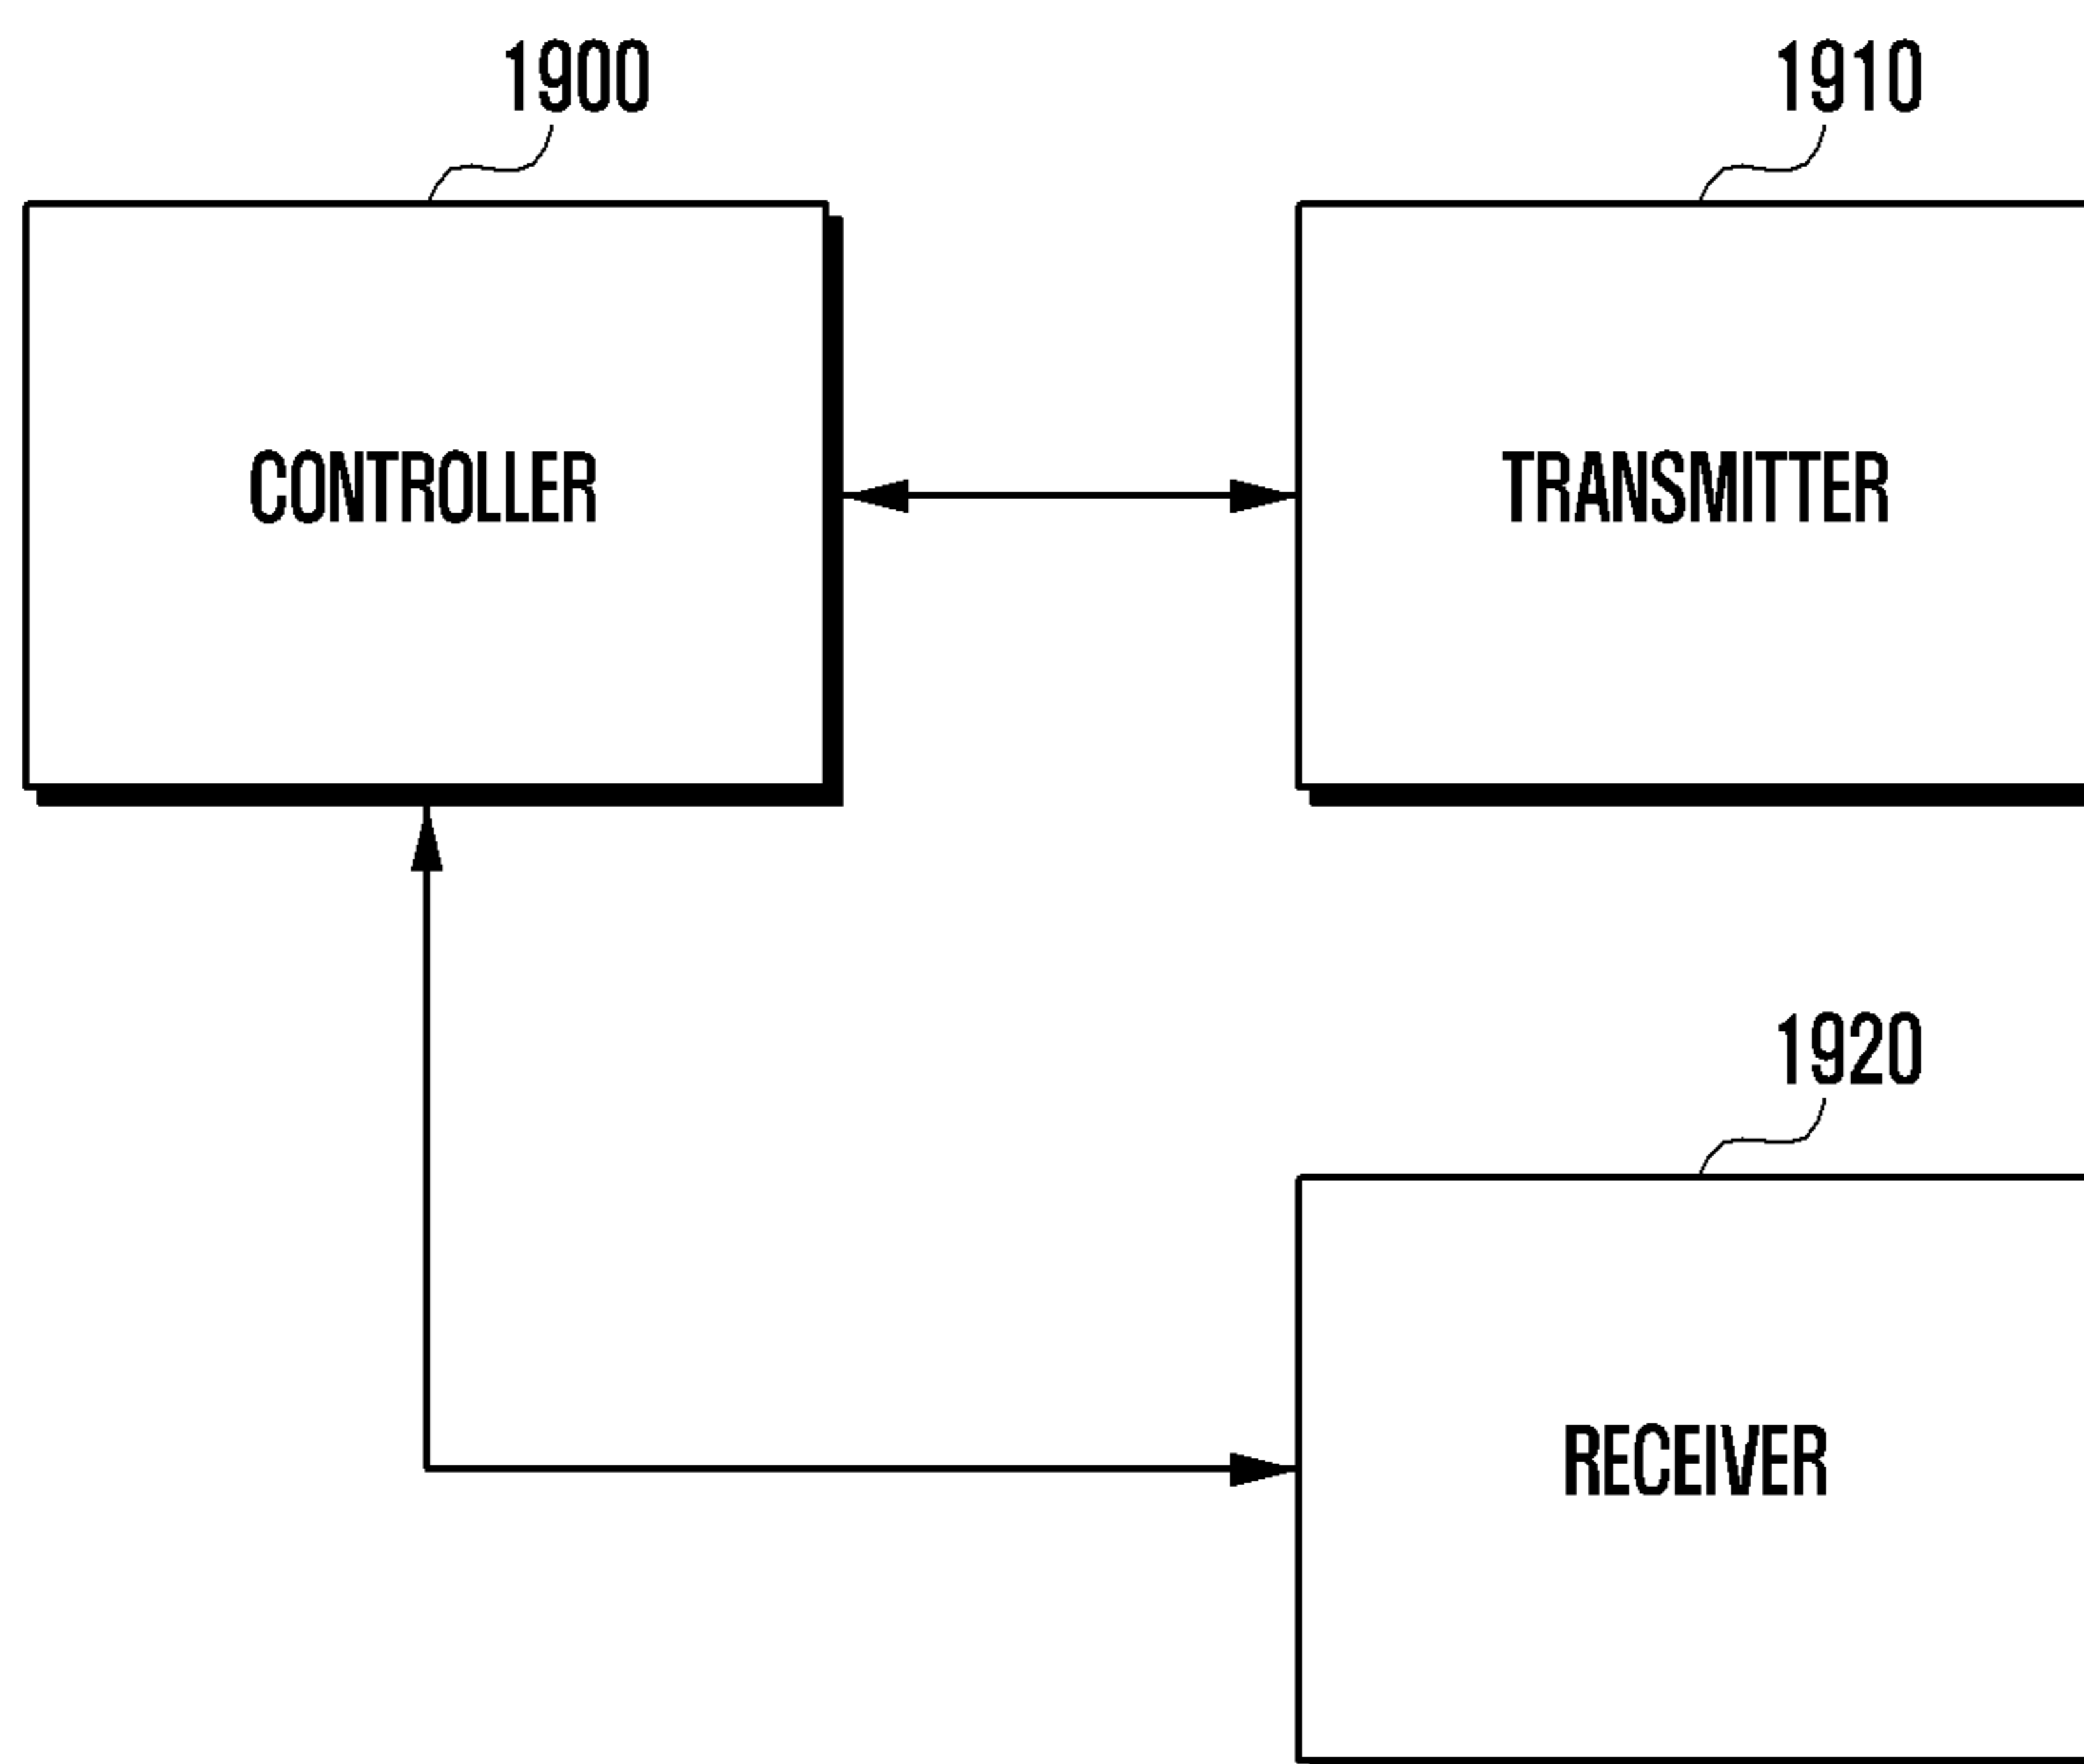 1900
1910
CONTROLLER
TRANSMITTER
1920
RECEIVER